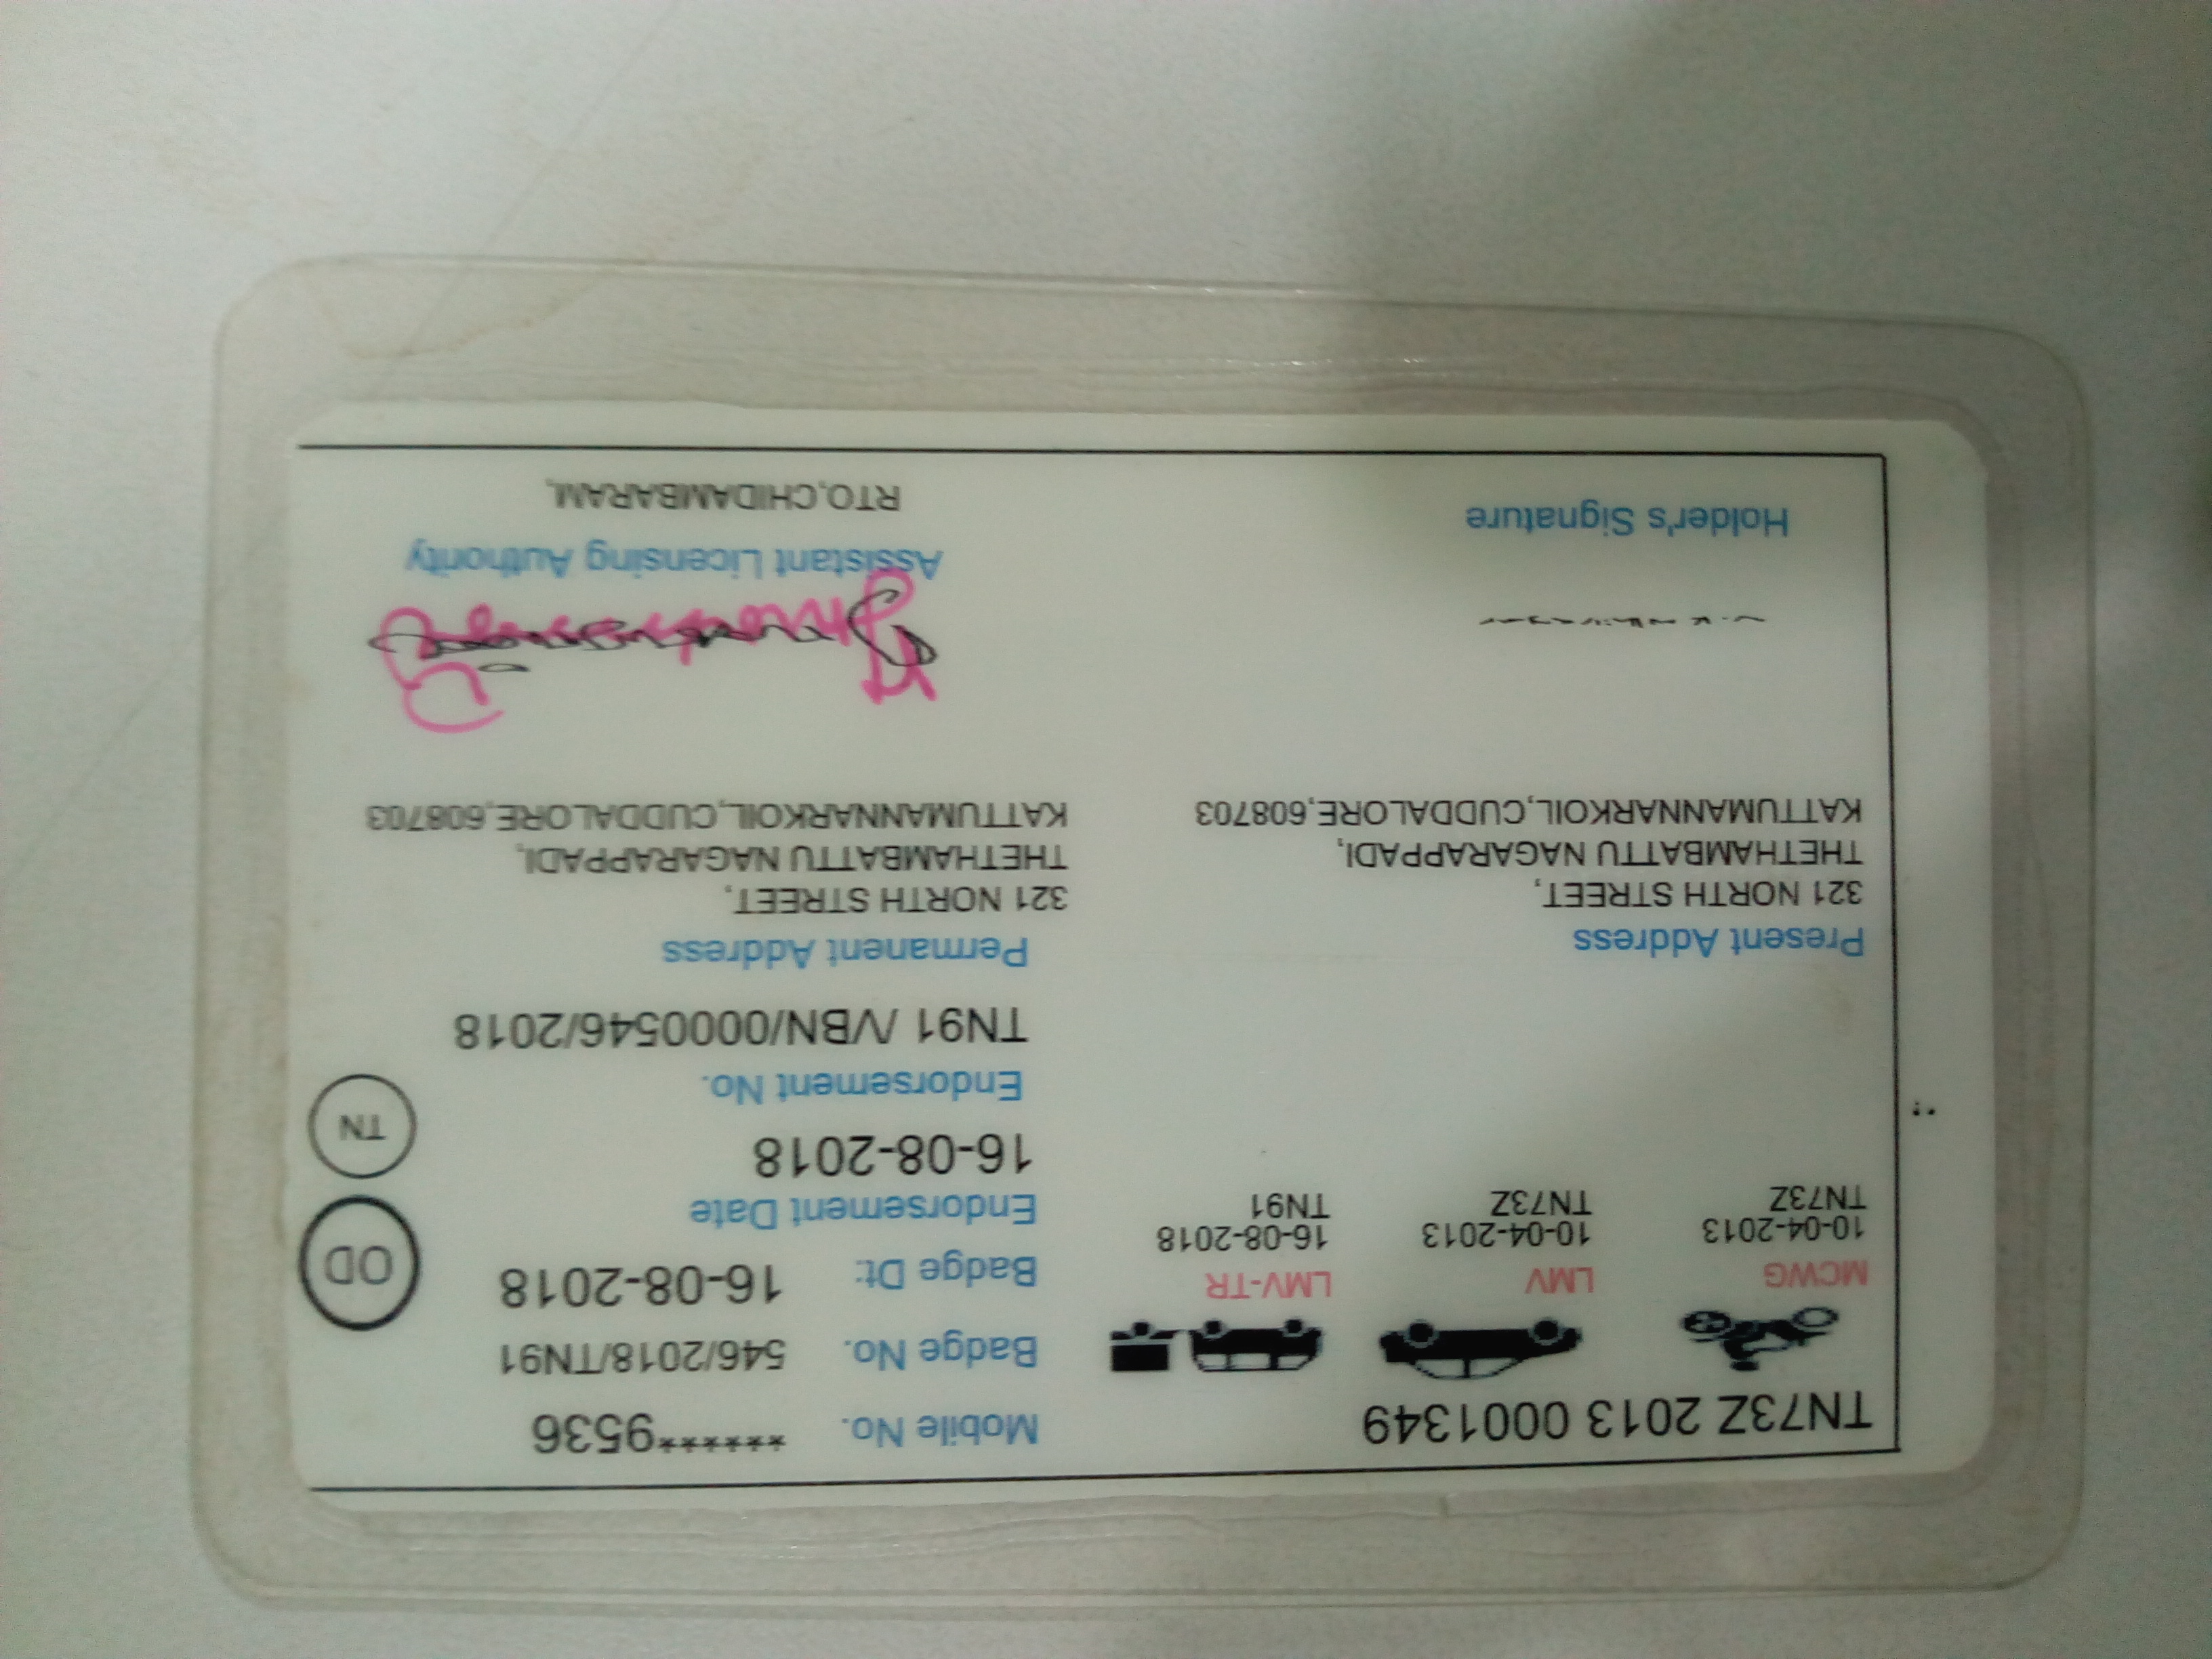 TN73Z 2013 0001349
MCWG
10-04-2013
TN73Z
LMV
10-04-2013
TN73Z
LMV-TR
16-08-2018
TN91
Mobile No. ******9536
Badge No. 546/2018/TN91
Badge Dt: 16-08-2018
OD
Endorsement Date
16-08-2018
TN
Endorsement No.
TN91 /VBN/0000546/2018
Present Address
321 NORTH STREET,
THETHAMBATTU NAGARAPPADI,
KATTUMANNARKOIL,CUDDALORE,608703
Permanent Address
321 NORTH STREET,
THETHAMBATTU NAGARAPPADI,
KATTUMANNARKOIL,CUDDALORE,608703
Holder's Signature
Assistant Licensing Authority
RTO,CHIDAMBARAM,